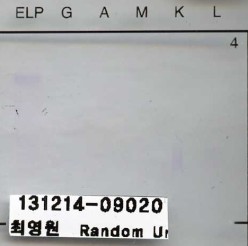 ELP G A M K L
4
131214-09020
최영원 Random Ur